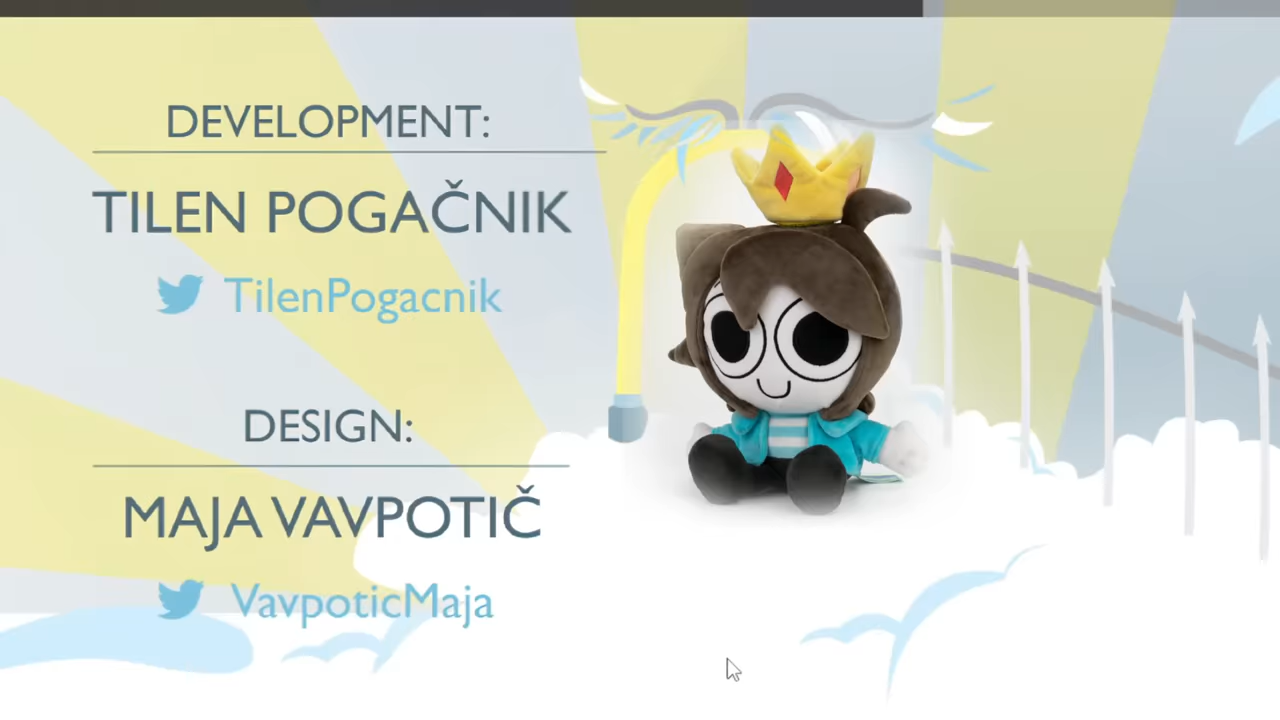 DEVELOPMENT:
TILEN POGAČNIK
TilenPogacnik
DESIGN:
MAJA VAVPOTIČ
VavpoticMaja